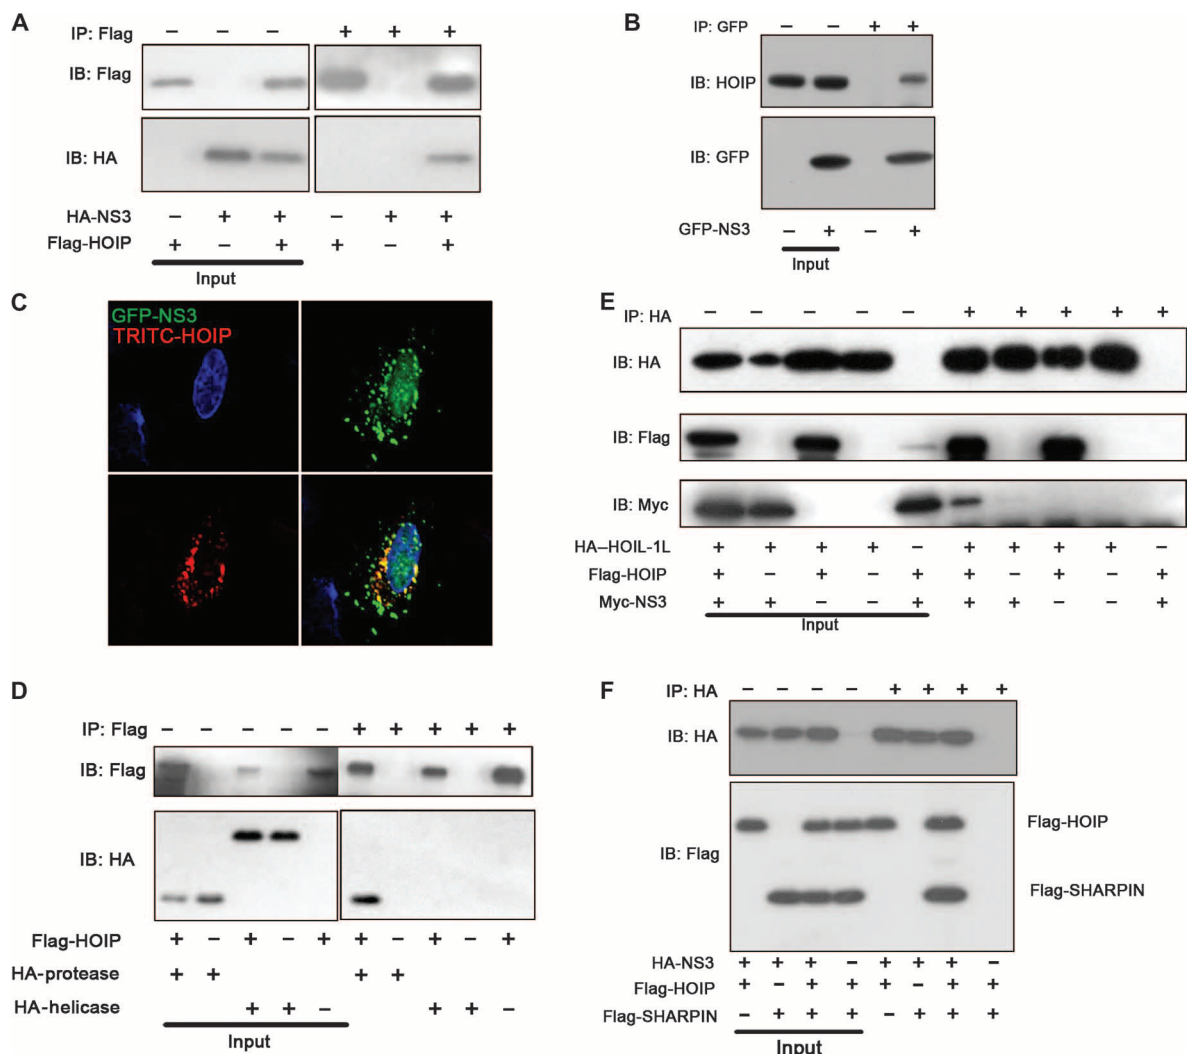 A
IP: Flag – – – + + +
IB: Flag
IB: HA
HA-NS3 – + + – + +
Flag-HOIP + – + + – +
Input
B
IP: GFP – – + +
IB: HOIP
IB: GFP
GFP-NS3 – + – +
Input
C
GFP-NS3
TRITC-HOIP
E
IP: HA – – – – – + + + + +
IB: HA
IB: Flag
IB: Myc
HA–HOIL-1L + + + + – + + + + –
Flag-HOIP + – + – + + – + – +
Myc-NS3 + + – – + + + – – +
Input
D
IP: Flag – – – – – + + + + +
IB: Flag
IB: HA
Flag-HOIP + – + – + + – + – +
HA-protease + + + +
HA-helicase + + – + + –
Input
F
IP: HA – – – – + + + +
IB: HA
IB: Flag
Flag-HOIP
Flag-SHARPIN
HA-NS3 + + + – + + + –
Flag-HOIP + – + + + – + +
Flag-SHARPIN – + + + – + + +
Input